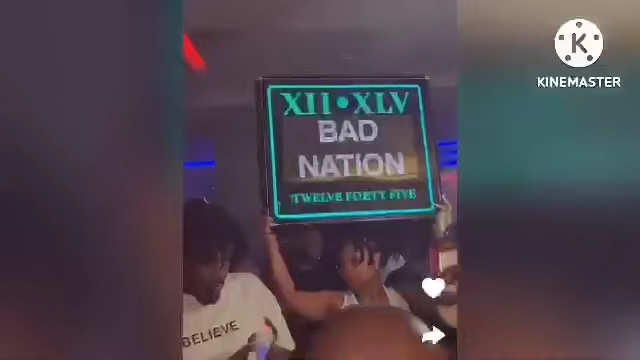 XII•XLV
BAD
NATION
TWELVE FORTY FIVE
BELIEVE
K
KINEMASTER